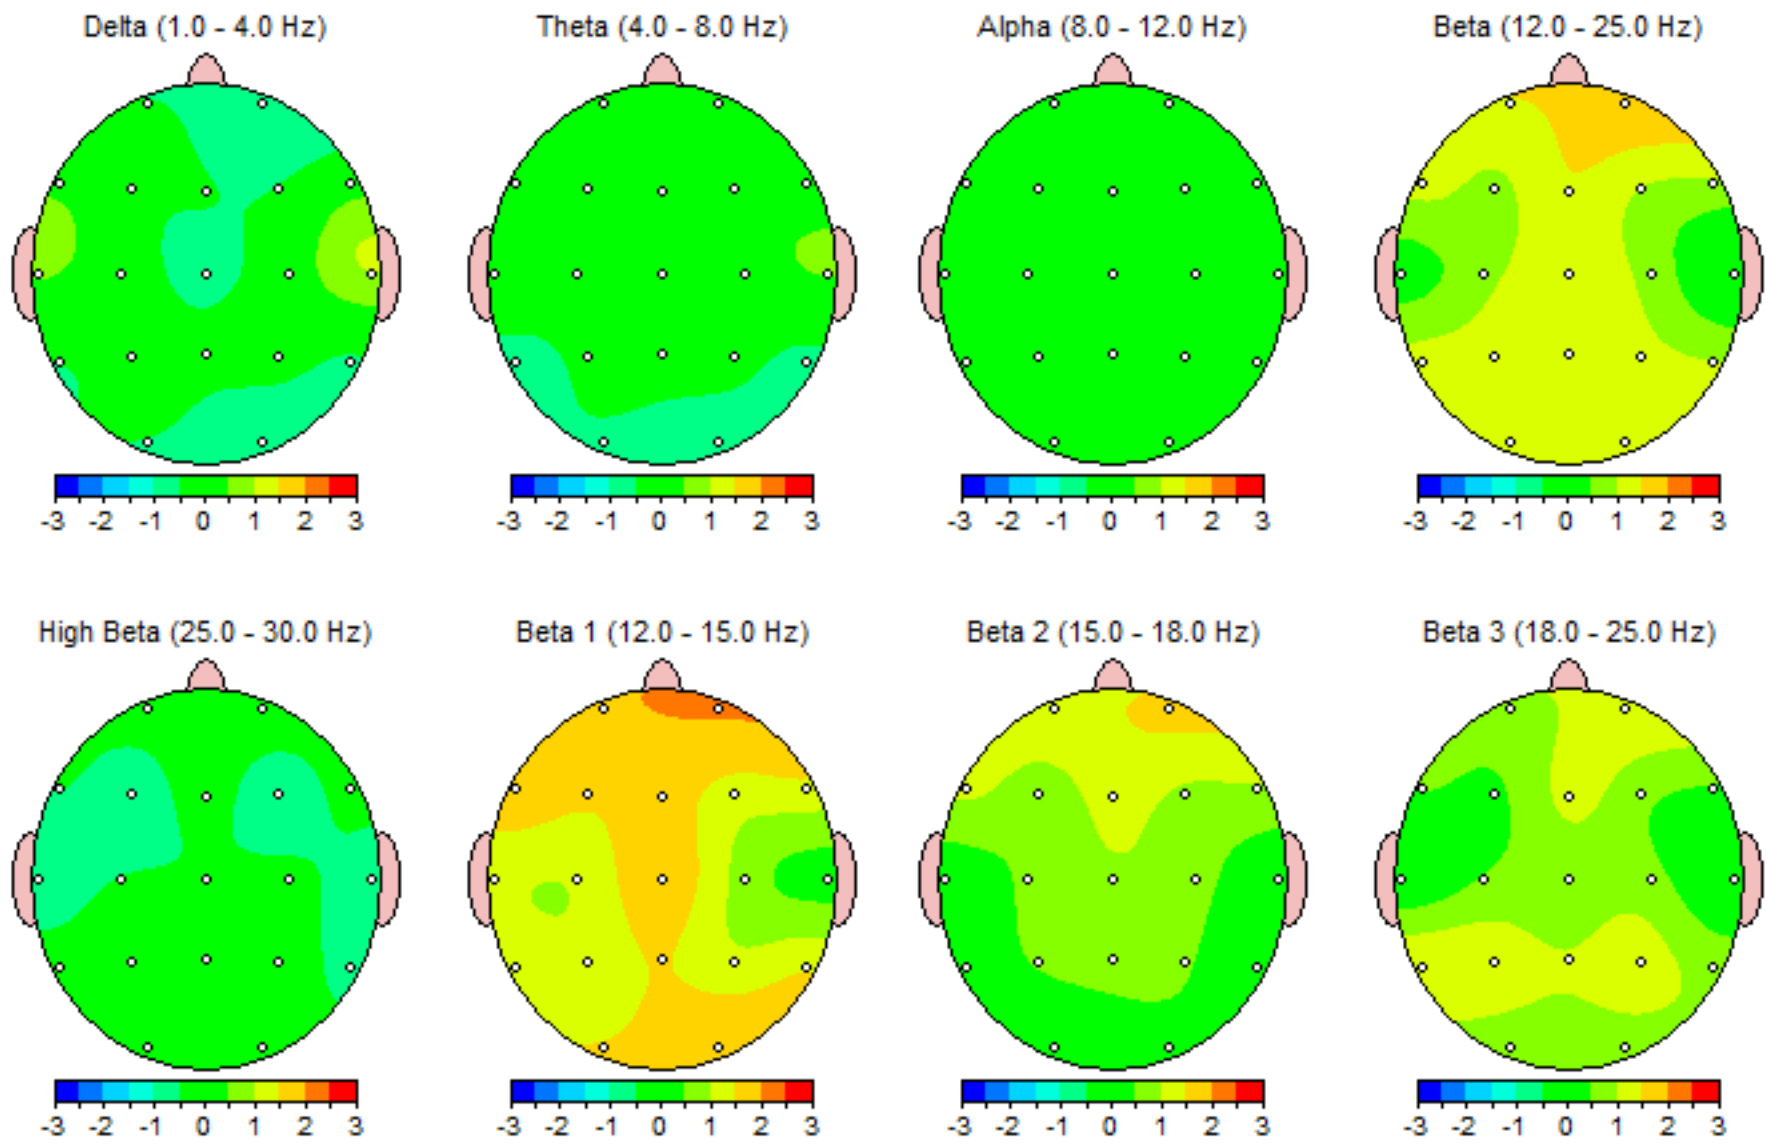 Delta (1.0 - 4.0 Hz)
Theta (4.0 - 8.0 Hz)
Alpha (8.0 - 12.0 Hz)
Beta (12.0 - 25.0 Hz)
-3 -2 -1 0 1 2 3
-3 -2 -1 0 1 2 3
-3 -2 -1 0 1 2 3
-3 -2 -1 0 1 2 3
High Beta (25.0 - 30.0 Hz)
Beta 1 (12.0 - 15.0 Hz)
Beta 2 (15.0 - 18.0 Hz)
Beta 3 (18.0 - 25.0 Hz)
-3 -2 -1 0 1 2 3
-3 -2 -1 0 1 2 3
-3 -2 -1 0 1 2 3
-3 -2 -1 0 1 2 3